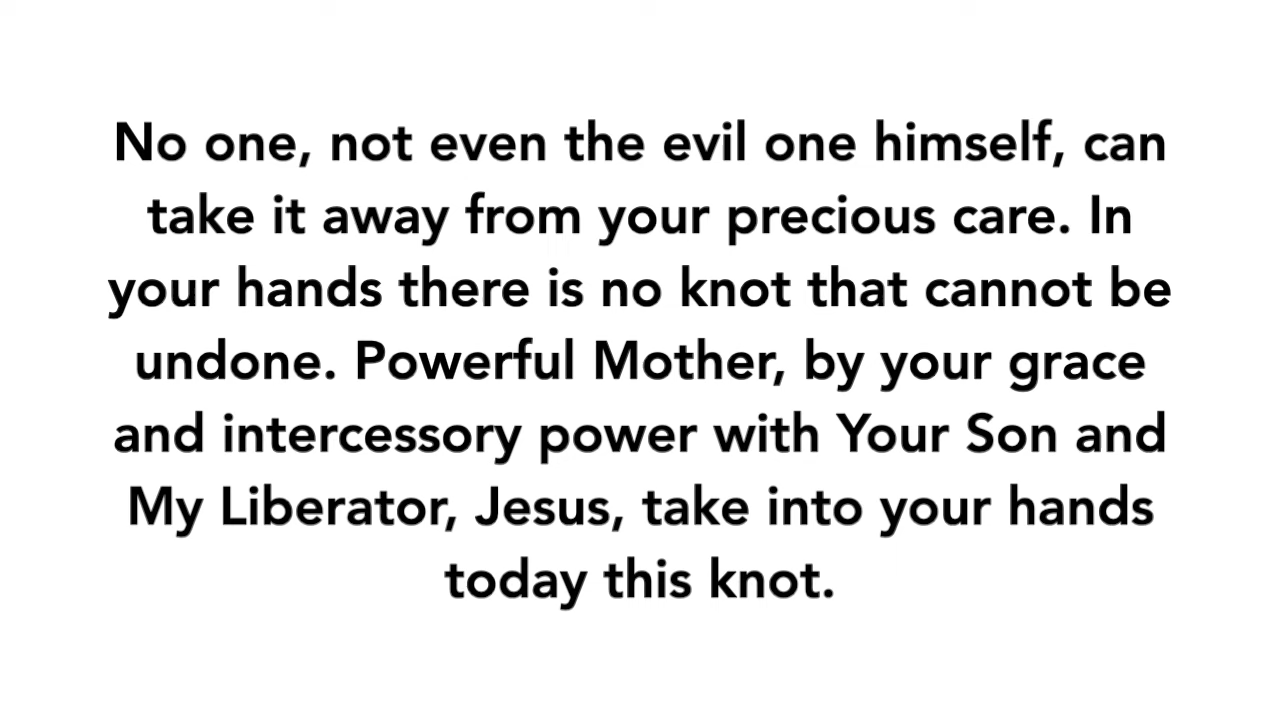 No one, not even the evil one himself, can
take it away from your precious care. In
your hands there is no knot that cannot be
undone. Powerful Mother, by your grace
and intercessory power with Your Son and
My Liberator, Jesus, take into your hands
today this knot.